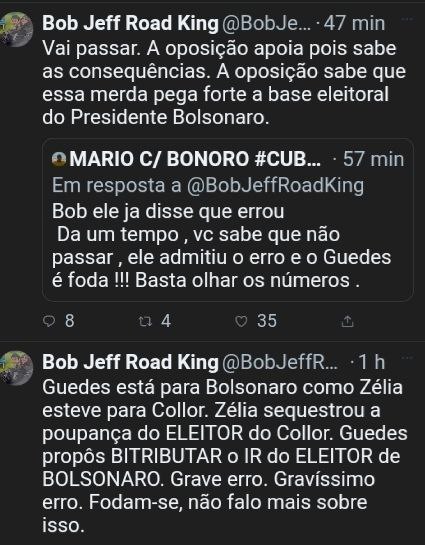 Bob Jeff Road King @BobJe... · 47 min
Vai passar. A oposição apoia pois sabe
as consequências. A oposição sabe que
essa merda pega forte a base eleitoral
do Presidente Bolsonaro.
MARIO C/ BONORO #CUB... · 57 min
Em resposta a @BobJeffRoadKing
Bob ele ja disse que errou
Da um tempo , vc sabe que não
passar , ele admitiu o erro e o Guedes
é foda !!! Basta olhar os números .
8 4 35
Bob Jeff Road King @BobJeffR... · 1 h
Guedes está para Bolsonaro como Zélia
esteve para Collor. Zélia sequestrou a
poupança do ELEITOR do Collor. Guedes
propôs BITRIBUTAR o IR do ELEITOR de
BOLSONARO. Grave erro. Gravíssimo
erro. Fodam-se, não falo mais sobre
isso.